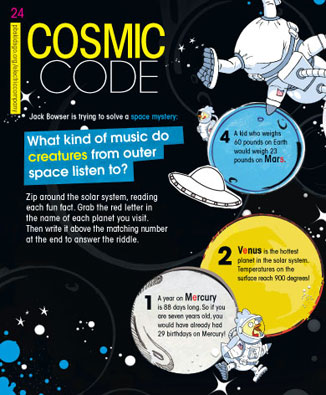 24
COSMIC
CODE
Jack Bowser is trying to solve a space mystery:
What kind of music do
creatures from outer
space listen to?
Zip around the solar system, reading
each fun fact. Grab the red letter in
the name of each planet you visit.
Then write it above the matching number
at the end to answer the riddle.
4
A kid who weighs
60 pounds on Earth
would weigh 23
pounds on Mars.
2
Venus is the hottest
planet in the solar system.
Temperatures on the
surface reach 900 degrees!
1
A year on Mercury
is 88 days long. So if you
are seven years old, you
would have already had
29 birthdays on Mercury!